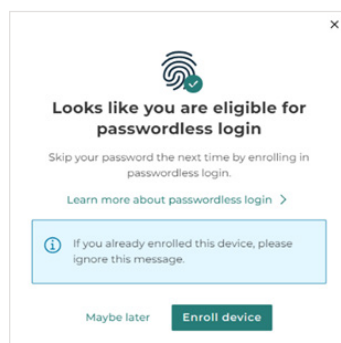 Looks like you are eligible for
passwordless login
Skip your password the next time by enrolling in
passwordless login.
Learn more about passwordless login
If you already enrolled this device, please
ignore this message.
Maybe later
Enroll device